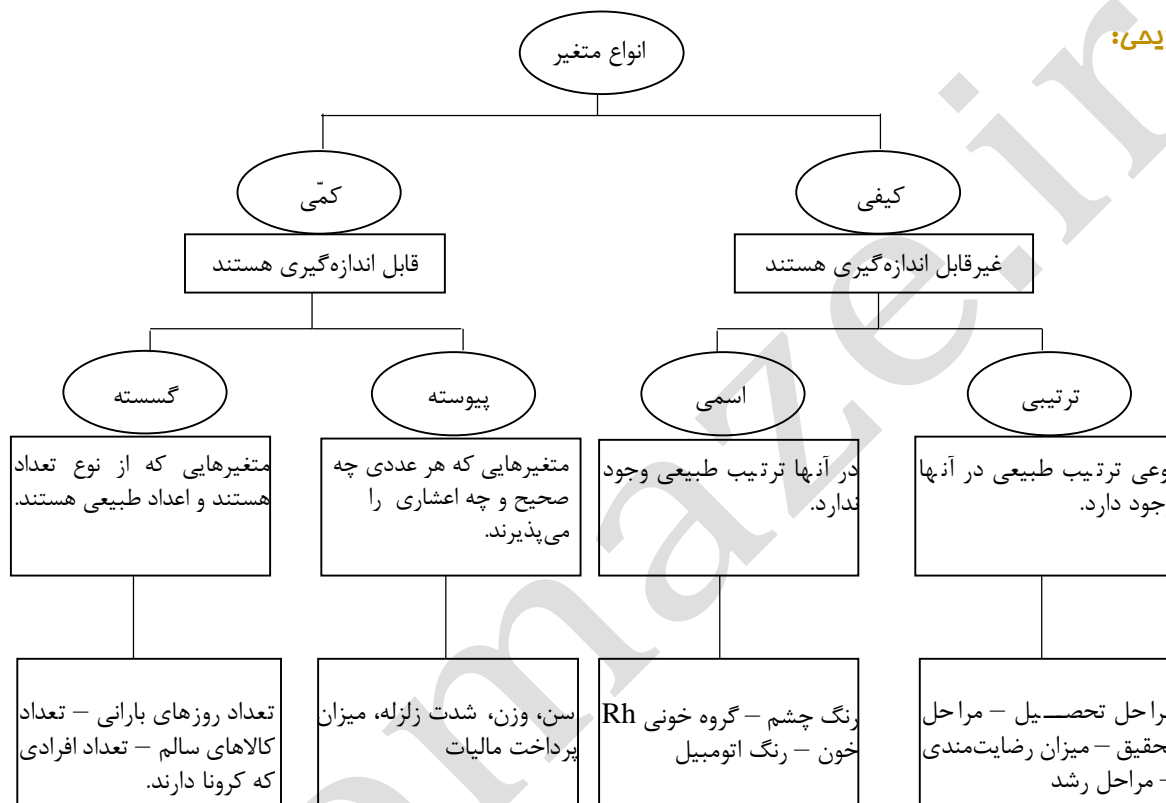 انواع متغیر
کیفی
کمّی
غیرقابل اندازه‌گیری هستند
قابل اندازه‌گیری هستند
ترتیبی
اسمی
پیوسته
گسسته
ترتیب طبیعی در آنها
دارد.
در آنها ترتیب طبیعی وجود
ندارد.
متغیرهایی که هر عددی چه
صحیح و چه اعشاری را
می‌پذیرند.
متغیرهایی که از نوع تعداد
هستند و اعداد طبیعی هستند.
تحصیل – مراحل
– میزان رضایت‌مندی
– مراحل رشد
رنگ چشم – گروه خونی Rh
خون – رنگ اتومبیل
سن، وزن، شدت زلزله، میزان
پرداخت مالیات
تعداد روزهای بارانی – تعداد
کالاهای سالم – تعداد افرادی
که کرونا دارند.
omaze.ir